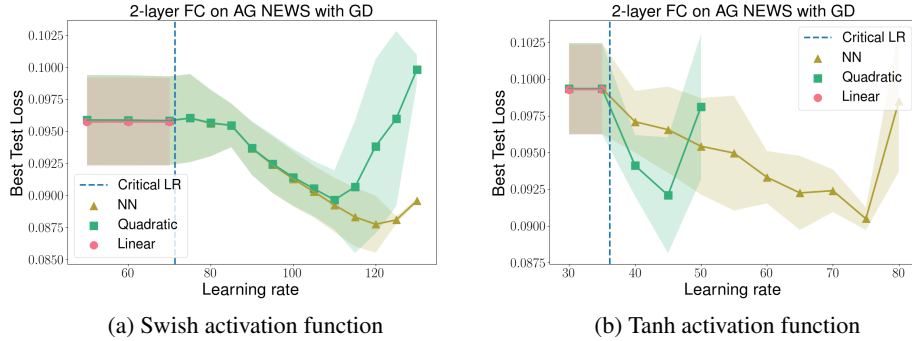 2-layer FC on AG NEWS with GD
Best Test Loss
0.1025
0.1000
0.0975
0.0950
0.0925
0.0900
0.0875
0.0850
Critical LR
NN
Quadratic
Linear
60
80
100
120
Learning rate
(a) Swish activation function
2-layer FC on AG NEWS with GD
Best Test Loss
0.1025
0.1000
0.0975
0.0950
0.0925
0.0900
0.0875
Critical LR
NN
Quadratic
Linear
30
40
50
60
70
80
Learning rate
(b) Tanh activation function